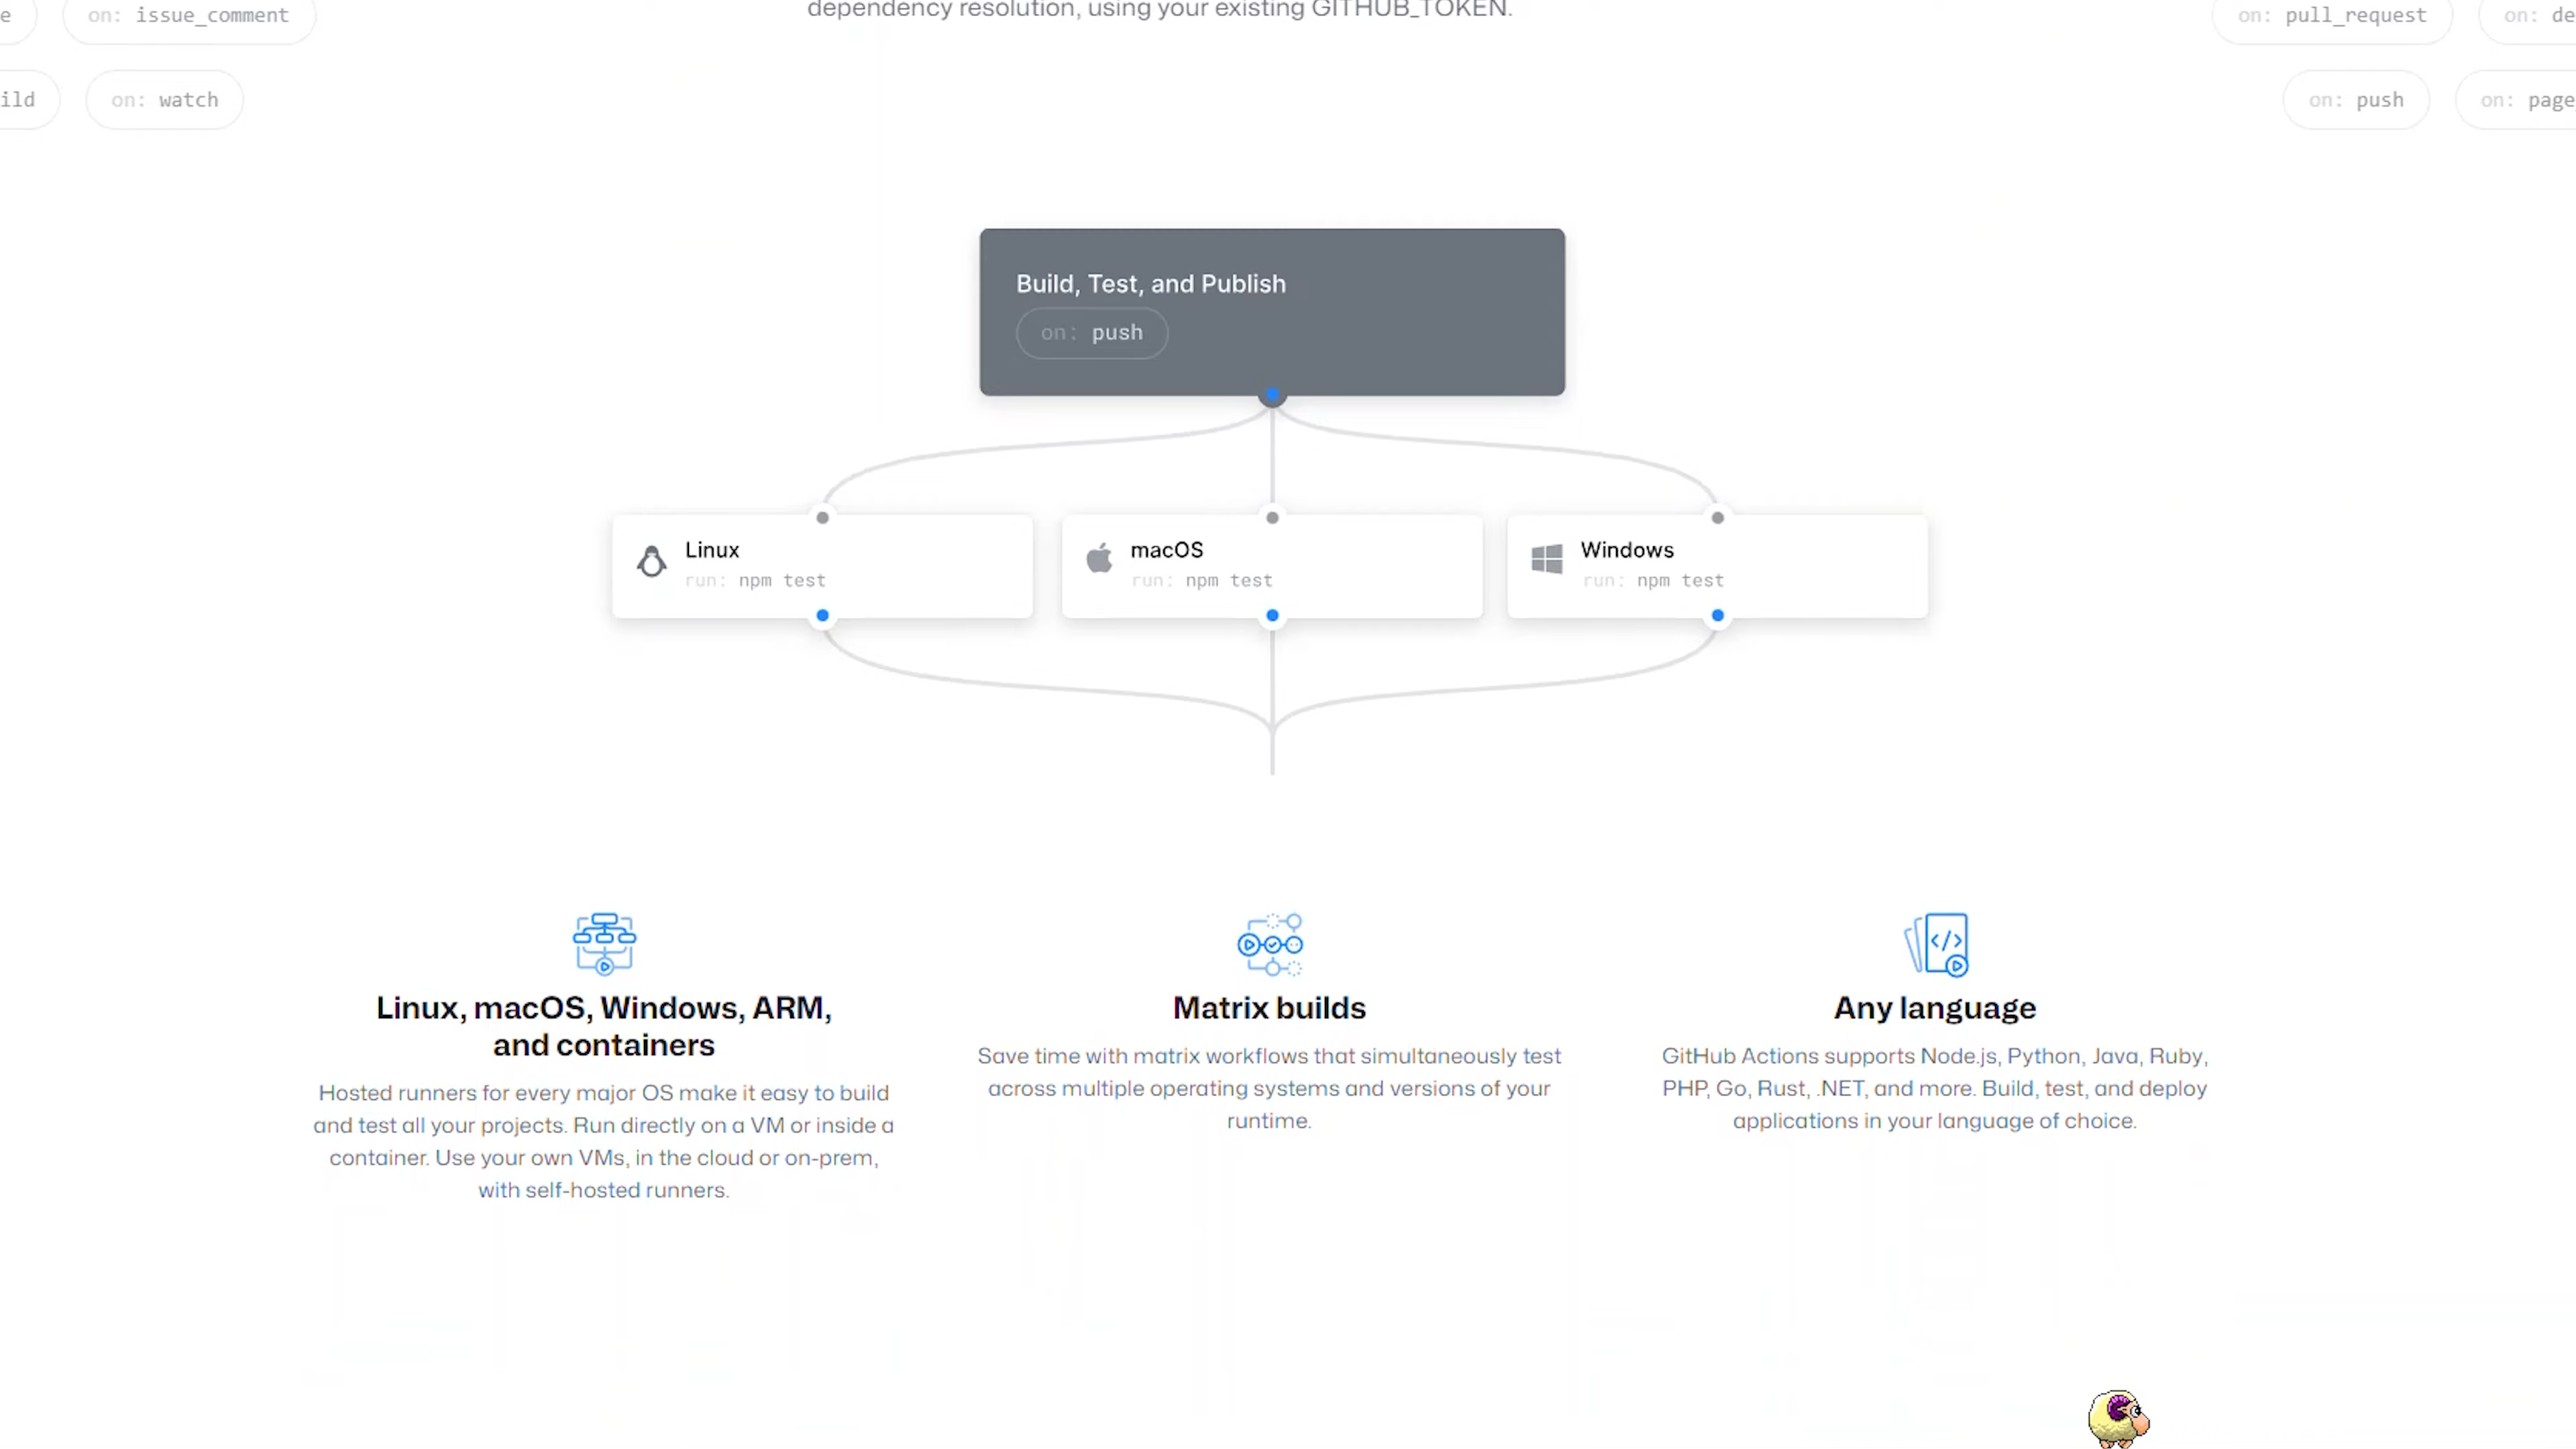 dependency resolution, using your existing GITHUB_TOKEN.
e
on: issue_comment
on: pull_request
on: de
ild
on: watch
on: push
on: page
Build, Test, and Publish
on: push
Linux
run: npm test
macOS
run: npm test
Windows
run: npm test
Linux, macOS, Windows, ARM,
and containers
Hosted runners for every major OS make it easy to build
and test all your projects. Run directly on a VM or inside a
container. Use your own VMs, in the cloud or on-prem,
with self-hosted runners.
Matrix builds
Save time with matrix workflows that simultaneously test
across multiple operating systems and versions of your
runtime.
Any language
GitHub Actions supports Node.js, Python, Java, Ruby,
PHP, Go, Rust, .NET, and more. Build, test, and deploy
applications in your language of choice.